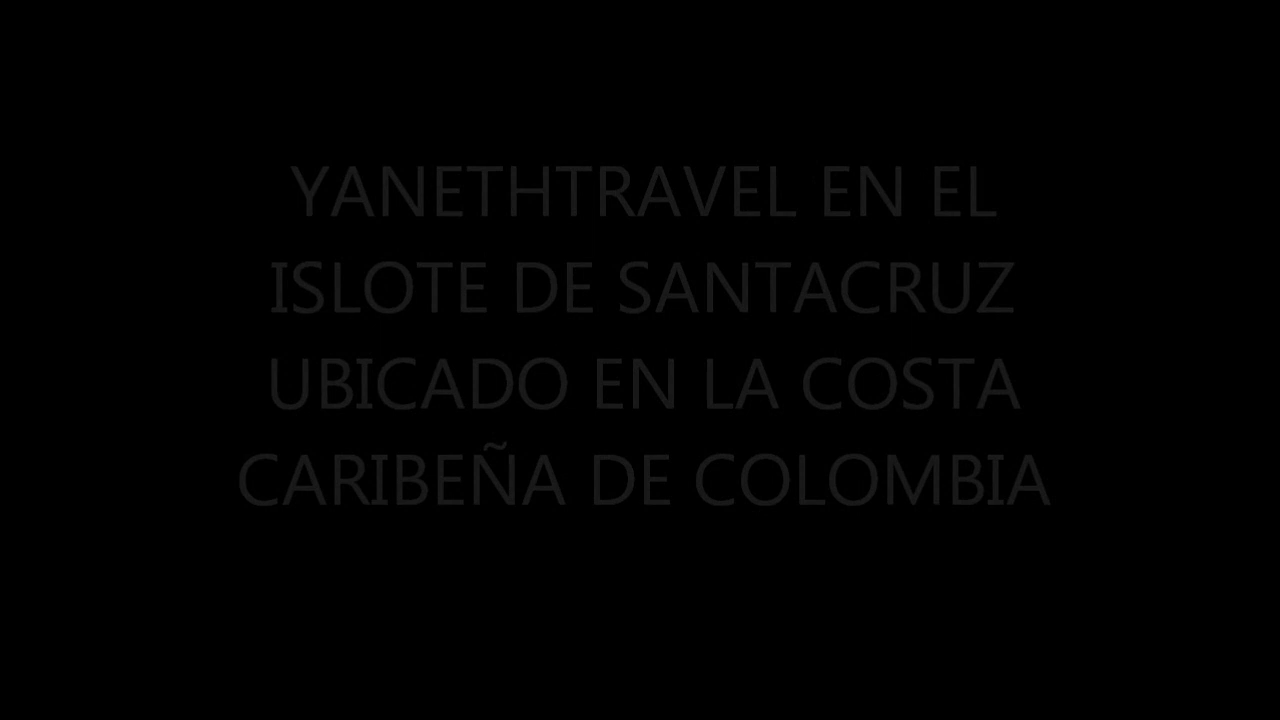 YANETHTRAVEL EN EL
ISLOTE DE SANTACRUZ
UBICADO EN LA COSTA
CARIBEÑA DE COLOMBIA